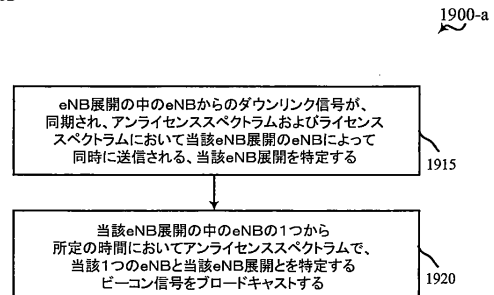 1900-a
eNB展開の中のeNBからのダウンリンク信号が、
同期され、アンライセンススペクトラムおよびライセンス
スペクトラムにおいて当該eNB展開のeNBによって
同時に送信される、当該eNB展開を特定する
1915
当該eNB展開の中のeNBの1つから
所定の時間においてアンライセンススペクトラムで、
当該1つのeNBと当該eNB展開とを特定する
ビーコン信号をブロードキャストする
1920